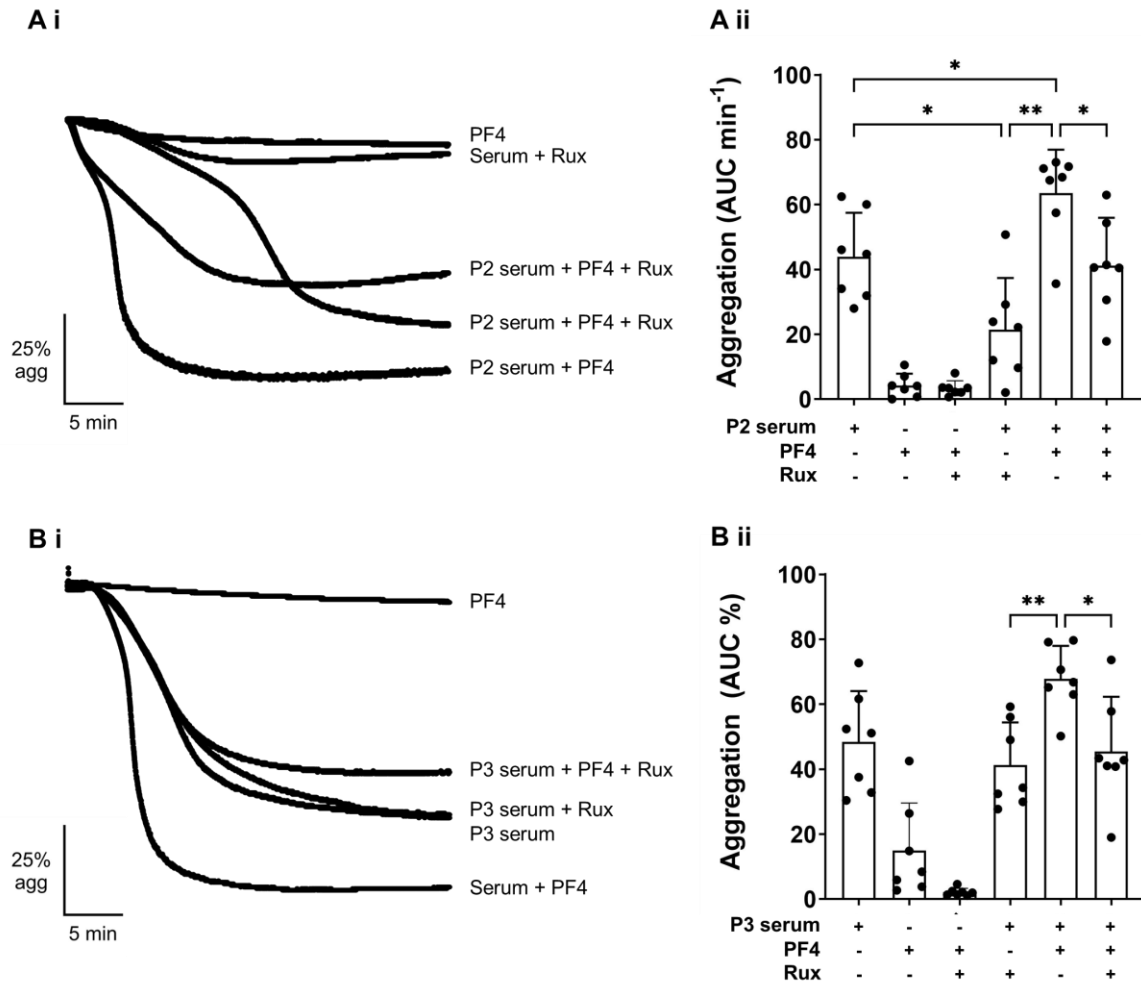 A i
PF4
Serum + Rux
P2 serum + PF4 + Rux
P2 serum + PF4 + Rux
P2 serum + PF4
25%
agg
5 min
A ii
Aggregation (AUC min⁻¹)
100
80
60
40
20
0
*
*
**
*
P2 serum + - - + + +
PF4 - + + - + +
Rux - - + + - +
B i
PF4
P3 serum + PF4 + Rux
P3 serum + Rux
P3 serum
Serum + PF4
25%
agg
5 min
B ii
Aggregation (AUC %)
100
80
60
40
20
0
**
*
P3 serum + - - + + +
PF4 - + + - + +
Rux - - + + - +